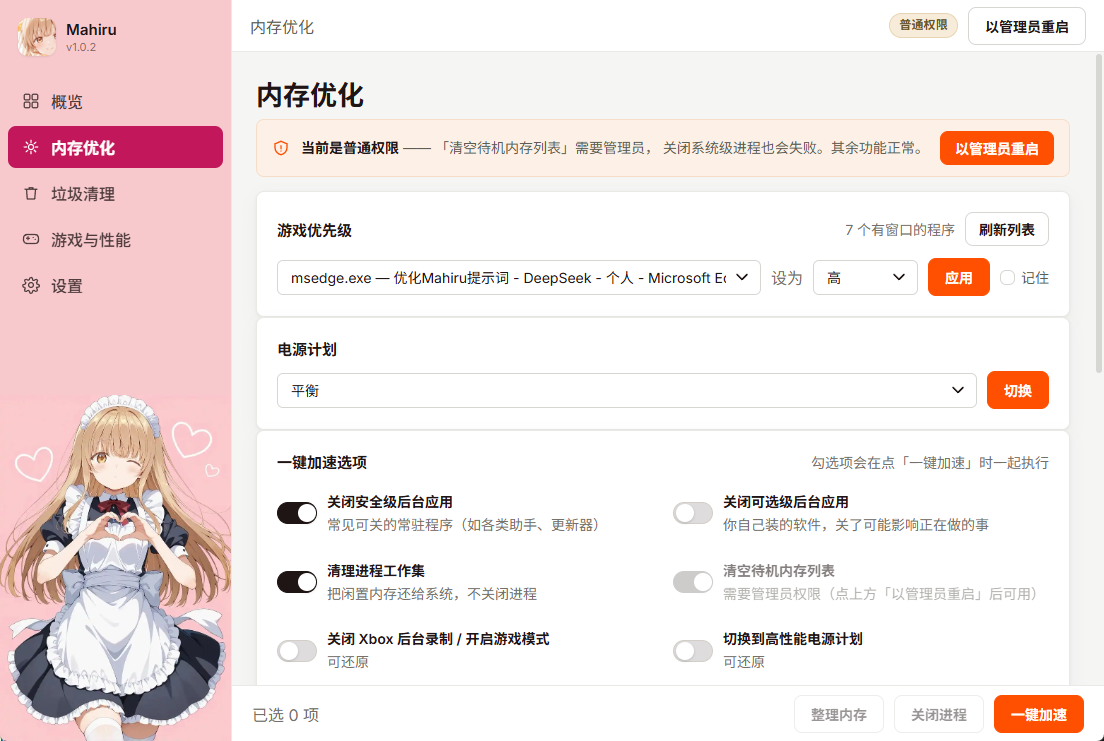 Mahiru
v1.0.2
概览
内存优化
垃圾清理
游戏与性能
设置
内存优化
普通权限
以管理员重启
内存优化
当前是普通权限 —— 「清空待机内存列表」需要管理员， 关闭系统级进程也会失败。其余功能正常。
以管理员重启
游戏优先级
7 个有窗口的程序
刷新列表
msedge.exe — 优化Mahiru提示词 - DeepSeek - 个人 - Microsoft Ec
设为
高
应用
记住
电源计划
平衡
切换
一键加速选项
勾选项会在点「一键加速」时一起执行
关闭安全级后台应用
常见可关的常驻程序（如各类助手、更新器）
关闭可选级后台应用
你自己装的软件，关了可能影响正在做的事
清理进程工作集
把闲置内存还给系统，不关闭进程
清空待机内存列表
需要管理员权限（点上方「以管理员重启」后可用）
关闭 Xbox 后台录制 / 开启游戏模式
可还原
切换到高性能电源计划
可还原
已选 0 项
整理内存
关闭进程
一键加速